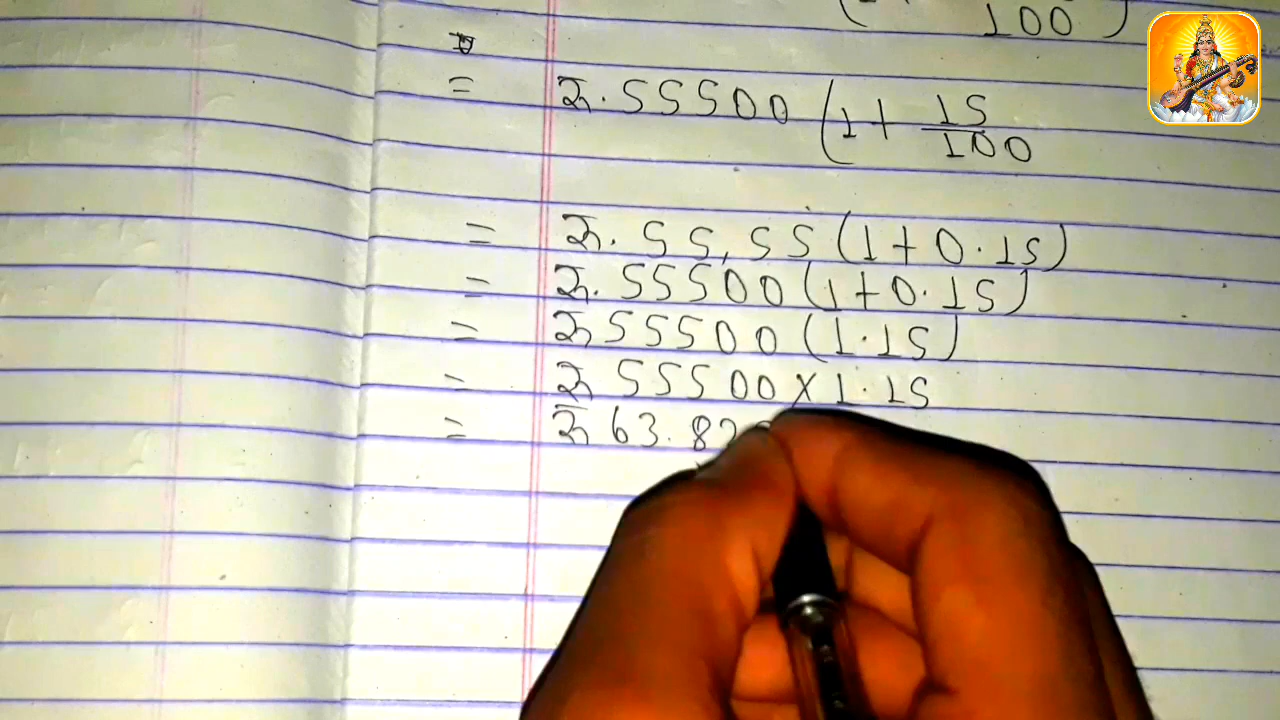 100 )
= रू. 55500 (1 + 15/100
= रू. 55,55 (1 + 0.15)
= रू. 55500 (1 + 0.15)
= रू 55500 (1.15)
= रू 55500 × 1.15
= रू 63.82